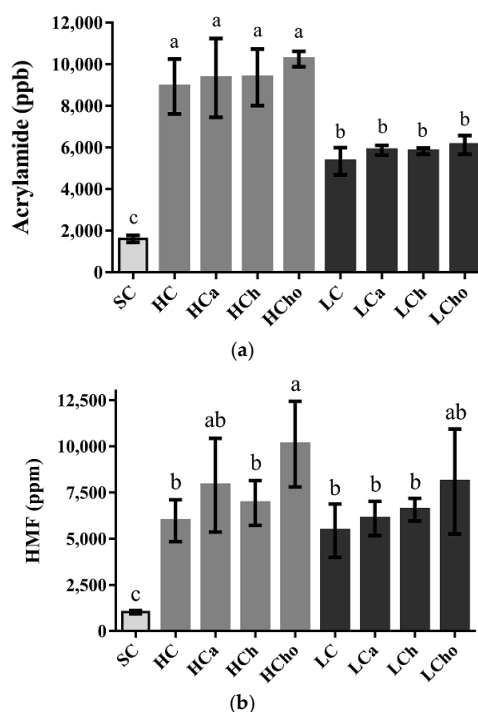 a a a a
b b b b
c
12,000
10,000
8,000
6,000
4,000
2,000
0
Acrylamide (ppb)
SC HC HCa HCh HCho LC LCa LCh LCho
(a)
a
ab ab
b b b b b
c
12,500
10,000
7,500
5,000
2,500
0
HMF (ppm)
SC HC HCa HCh HCho LC LCa LCh LCho
(b)